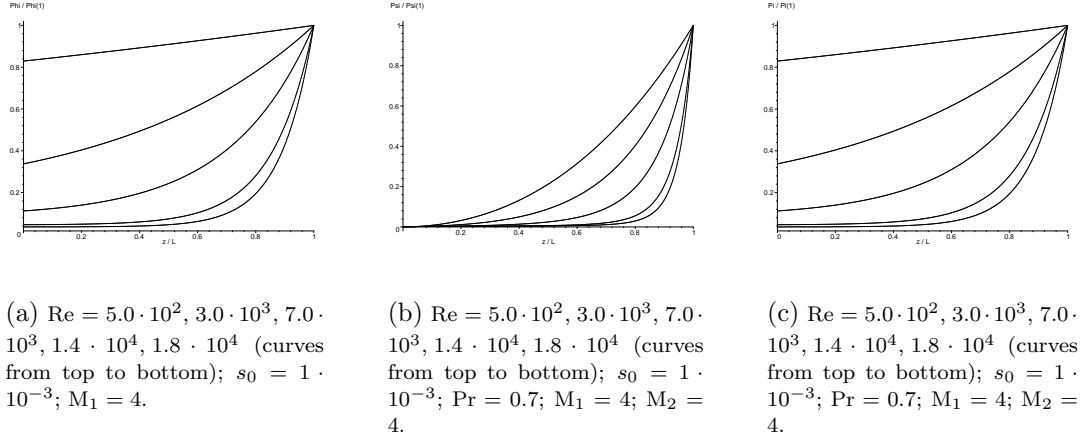 Phi / Phi(1)
1
0.8
0.6
0.4
0.2
0
0.2
0.4
0.6
0.8
1
z / L
Psi / Psi(1)
1
0.8
0.6
0.4
0.2
0
0.2
0.4
0.6
0.8
1
z / L
Pi / Pi(1)
1
0.8
0.6
0.4
0.2
0
0.2
0.4
0.6
0.8
1
z / L
(a) Re = 5.0 · 10², 3.0 · 10³, 7.0 ·
10³, 1.4 · 10⁴, 1.8 · 10⁴ (curves
from top to bottom); s₀ = 1 ·
10⁻³; M₁ = 4.
(b) Re = 5.0 · 10², 3.0 · 10³, 7.0 ·
10³, 1.4 · 10⁴, 1.8 · 10⁴ (curves
from top to bottom); s₀ = 1 ·
10⁻³; Pr = 0.7; M₁ = 4; M₂ =
4.
(c) Re = 5.0 · 10², 3.0 · 10³, 7.0 ·
10³, 1.4 · 10⁴, 1.8 · 10⁴ (curves
from top to bottom); s₀ = 1 ·
10⁻³; Pr = 0.7; M₁ = 4; M₂ =
4.